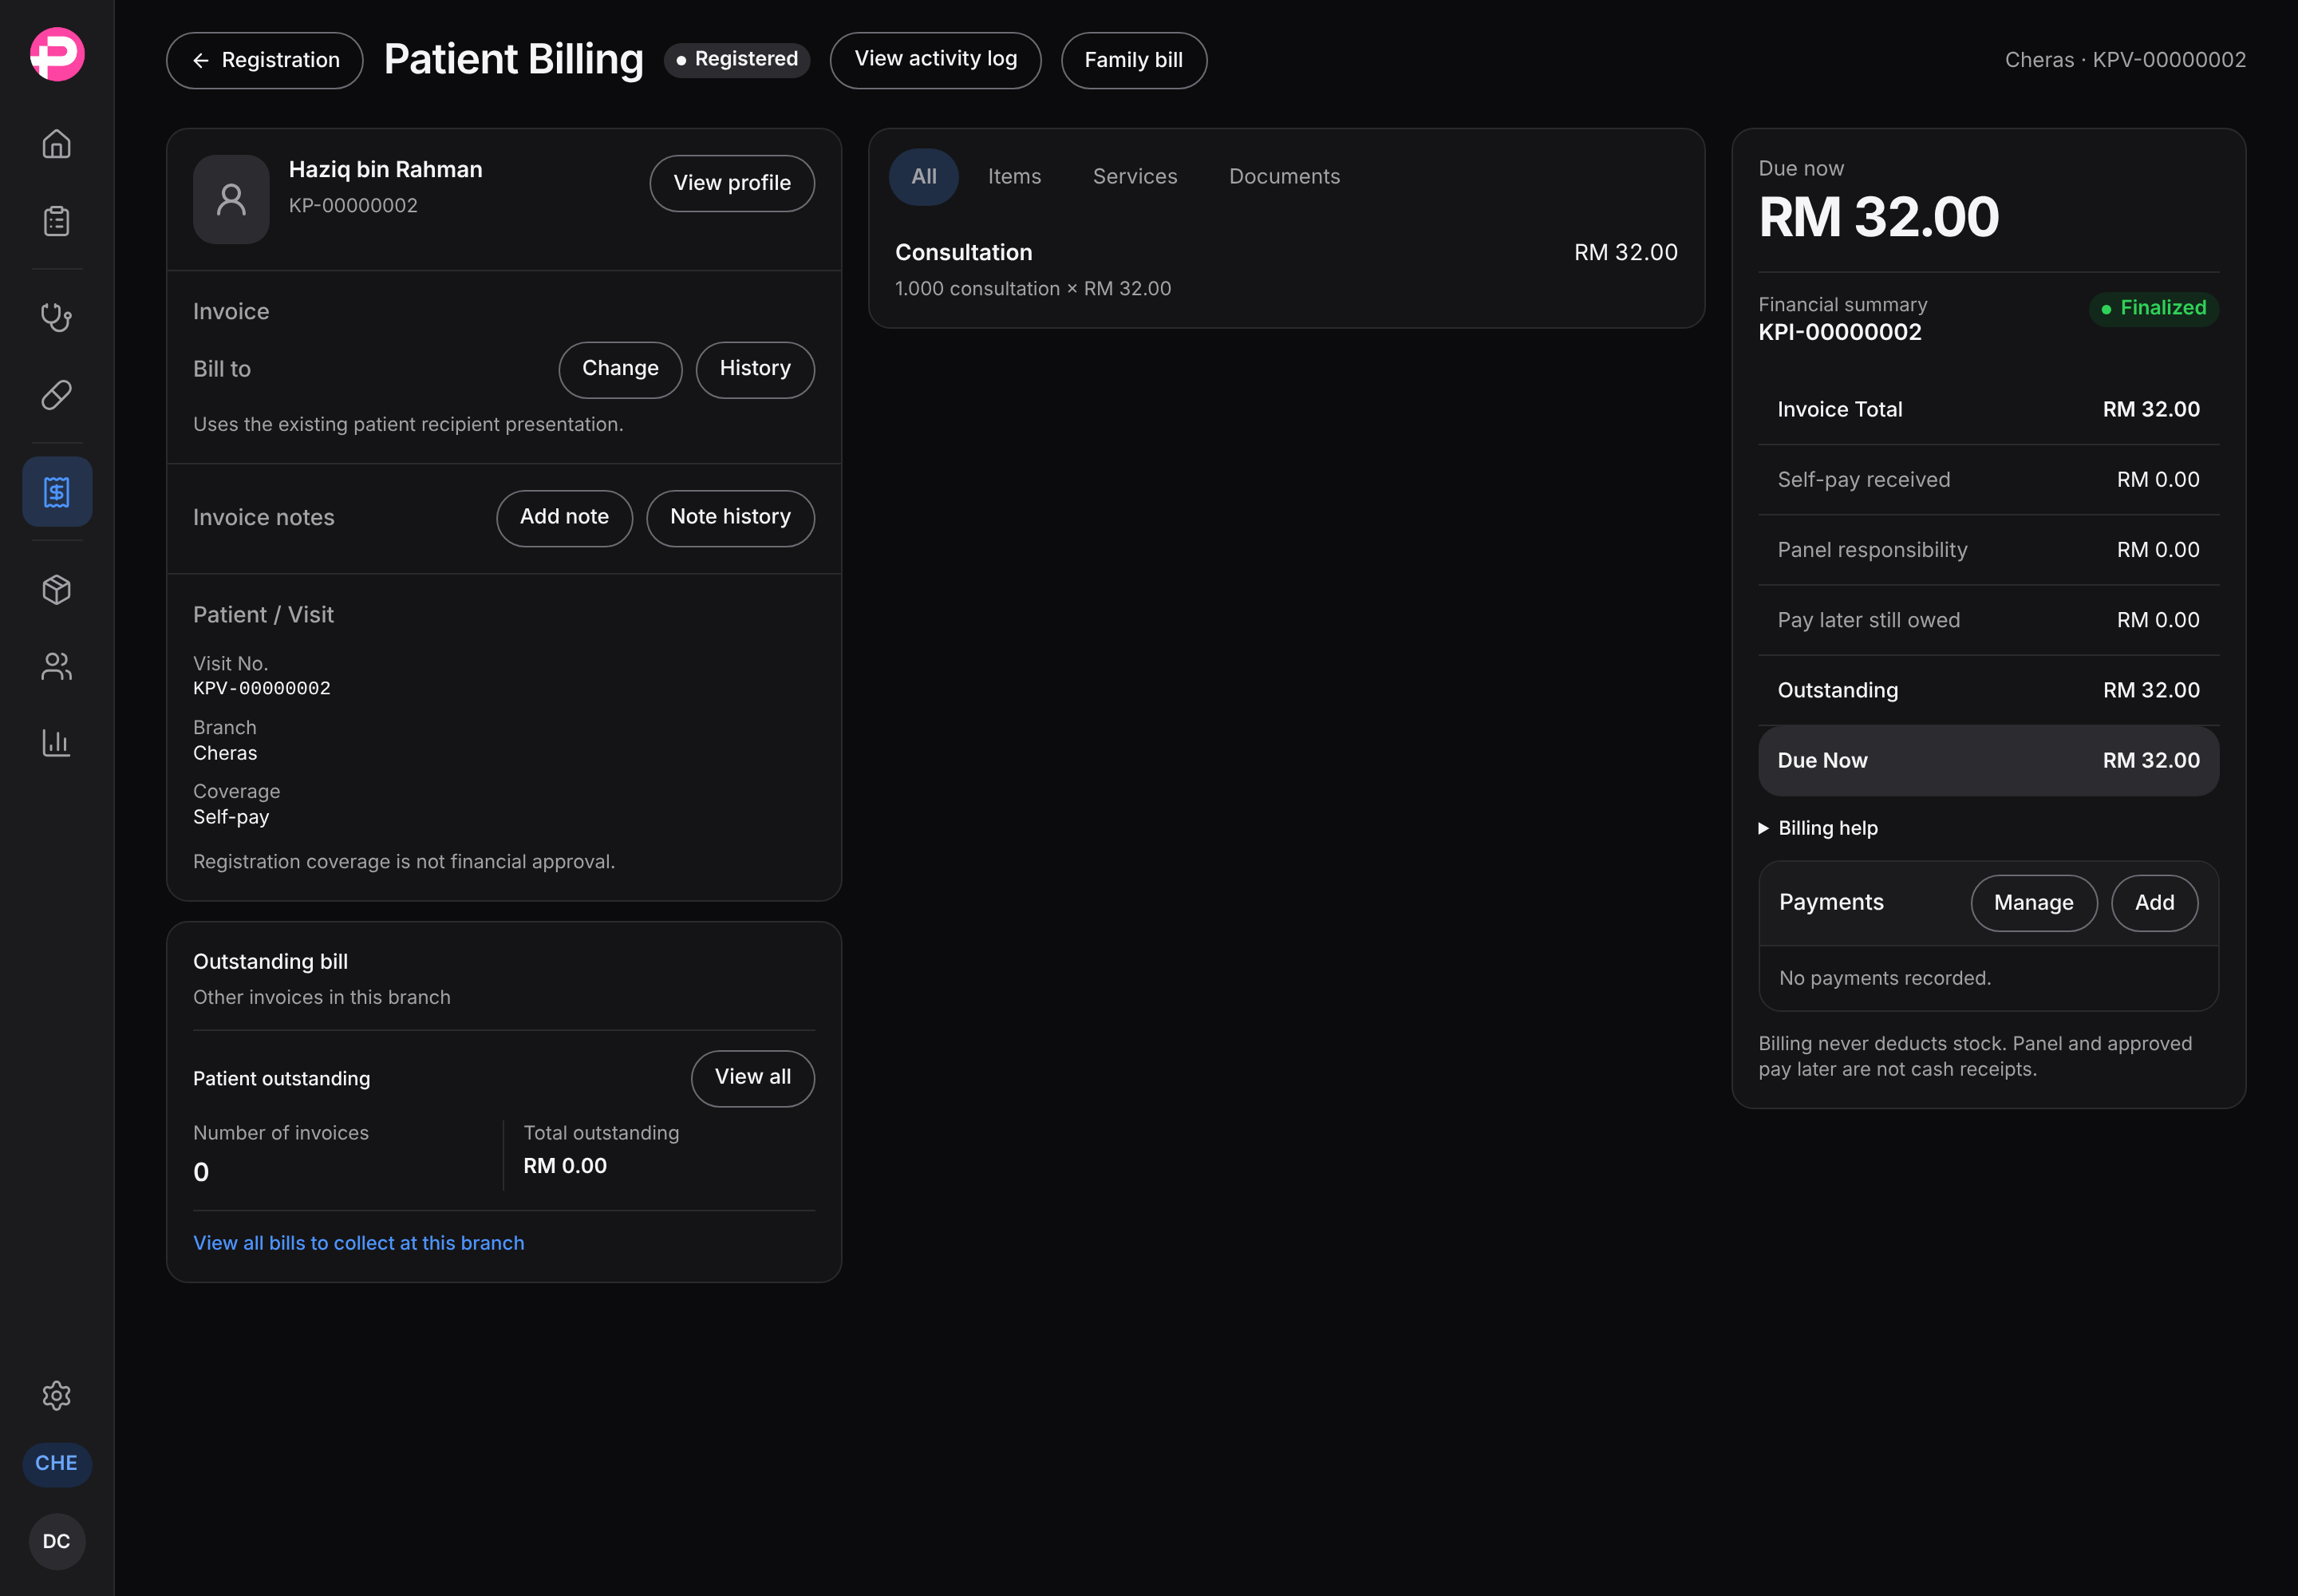 Registration
Patient Billing
Registered
View activity log
Family bill
Cheras · KPV-00000002
Haziq bin Rahman
KP-00000002
View profile
Invoice
Bill to
Change
History
Uses the existing patient recipient presentation.
Invoice notes
Add note
Note history
Patient / Visit
Visit No.
KPV-00000002
Branch
Cheras
Coverage
Self-pay
Registration coverage is not financial approval.
Outstanding bill
Other invoices in this branch
Patient outstanding
View all
Number of invoices
0
Total outstanding
RM 0.00
View all bills to collect at this branch
All
Items
Services
Documents
Consultation
RM 32.00
1.000 consultation × RM 32.00
Due now
RM 32.00
Financial summary
KPI-00000002
Finalized
Invoice Total
RM 32.00
Self-pay received
RM 0.00
Panel responsibility
RM 0.00
Pay later still owed
RM 0.00
Outstanding
RM 32.00
Due Now
RM 32.00
Billing help
Payments
Manage
Add
No payments recorded.
Billing never deducts stock. Panel and approved
pay later are not cash receipts.
CHE
DC